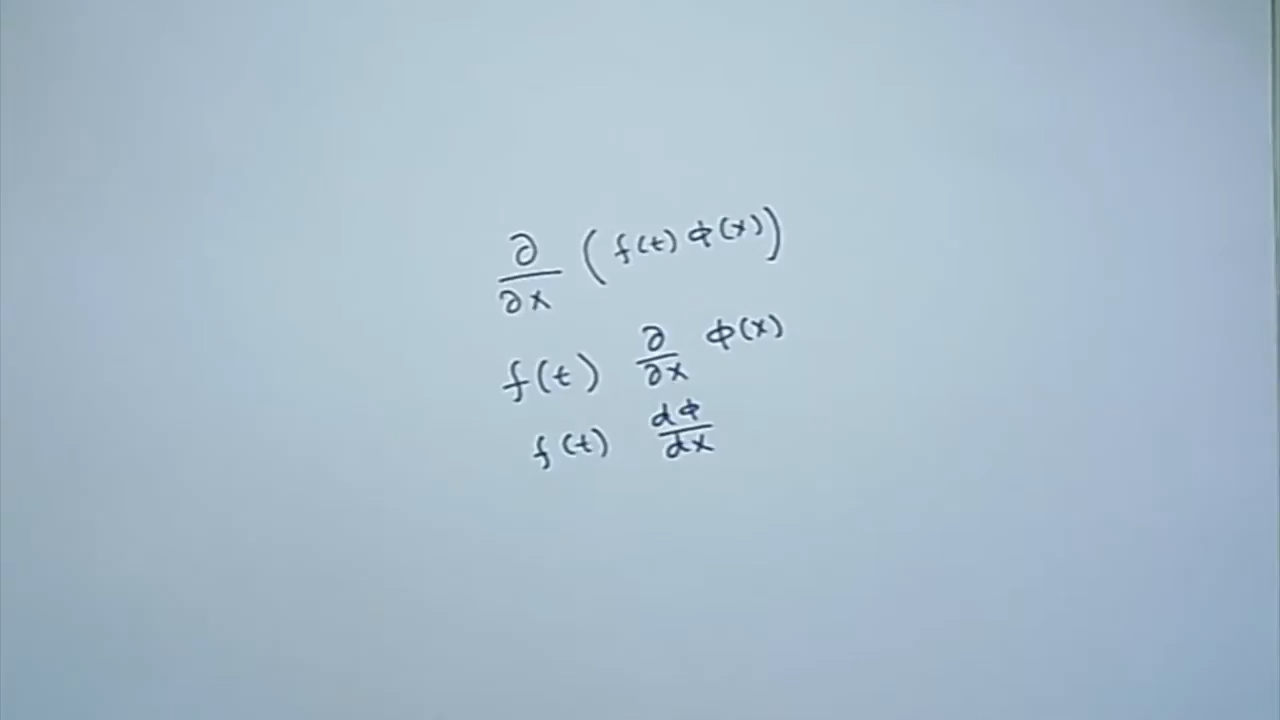 ∂/∂x (f(t) ϕ(x))
f(t) ∂/∂x ϕ(x)
f(t) dϕ/dx